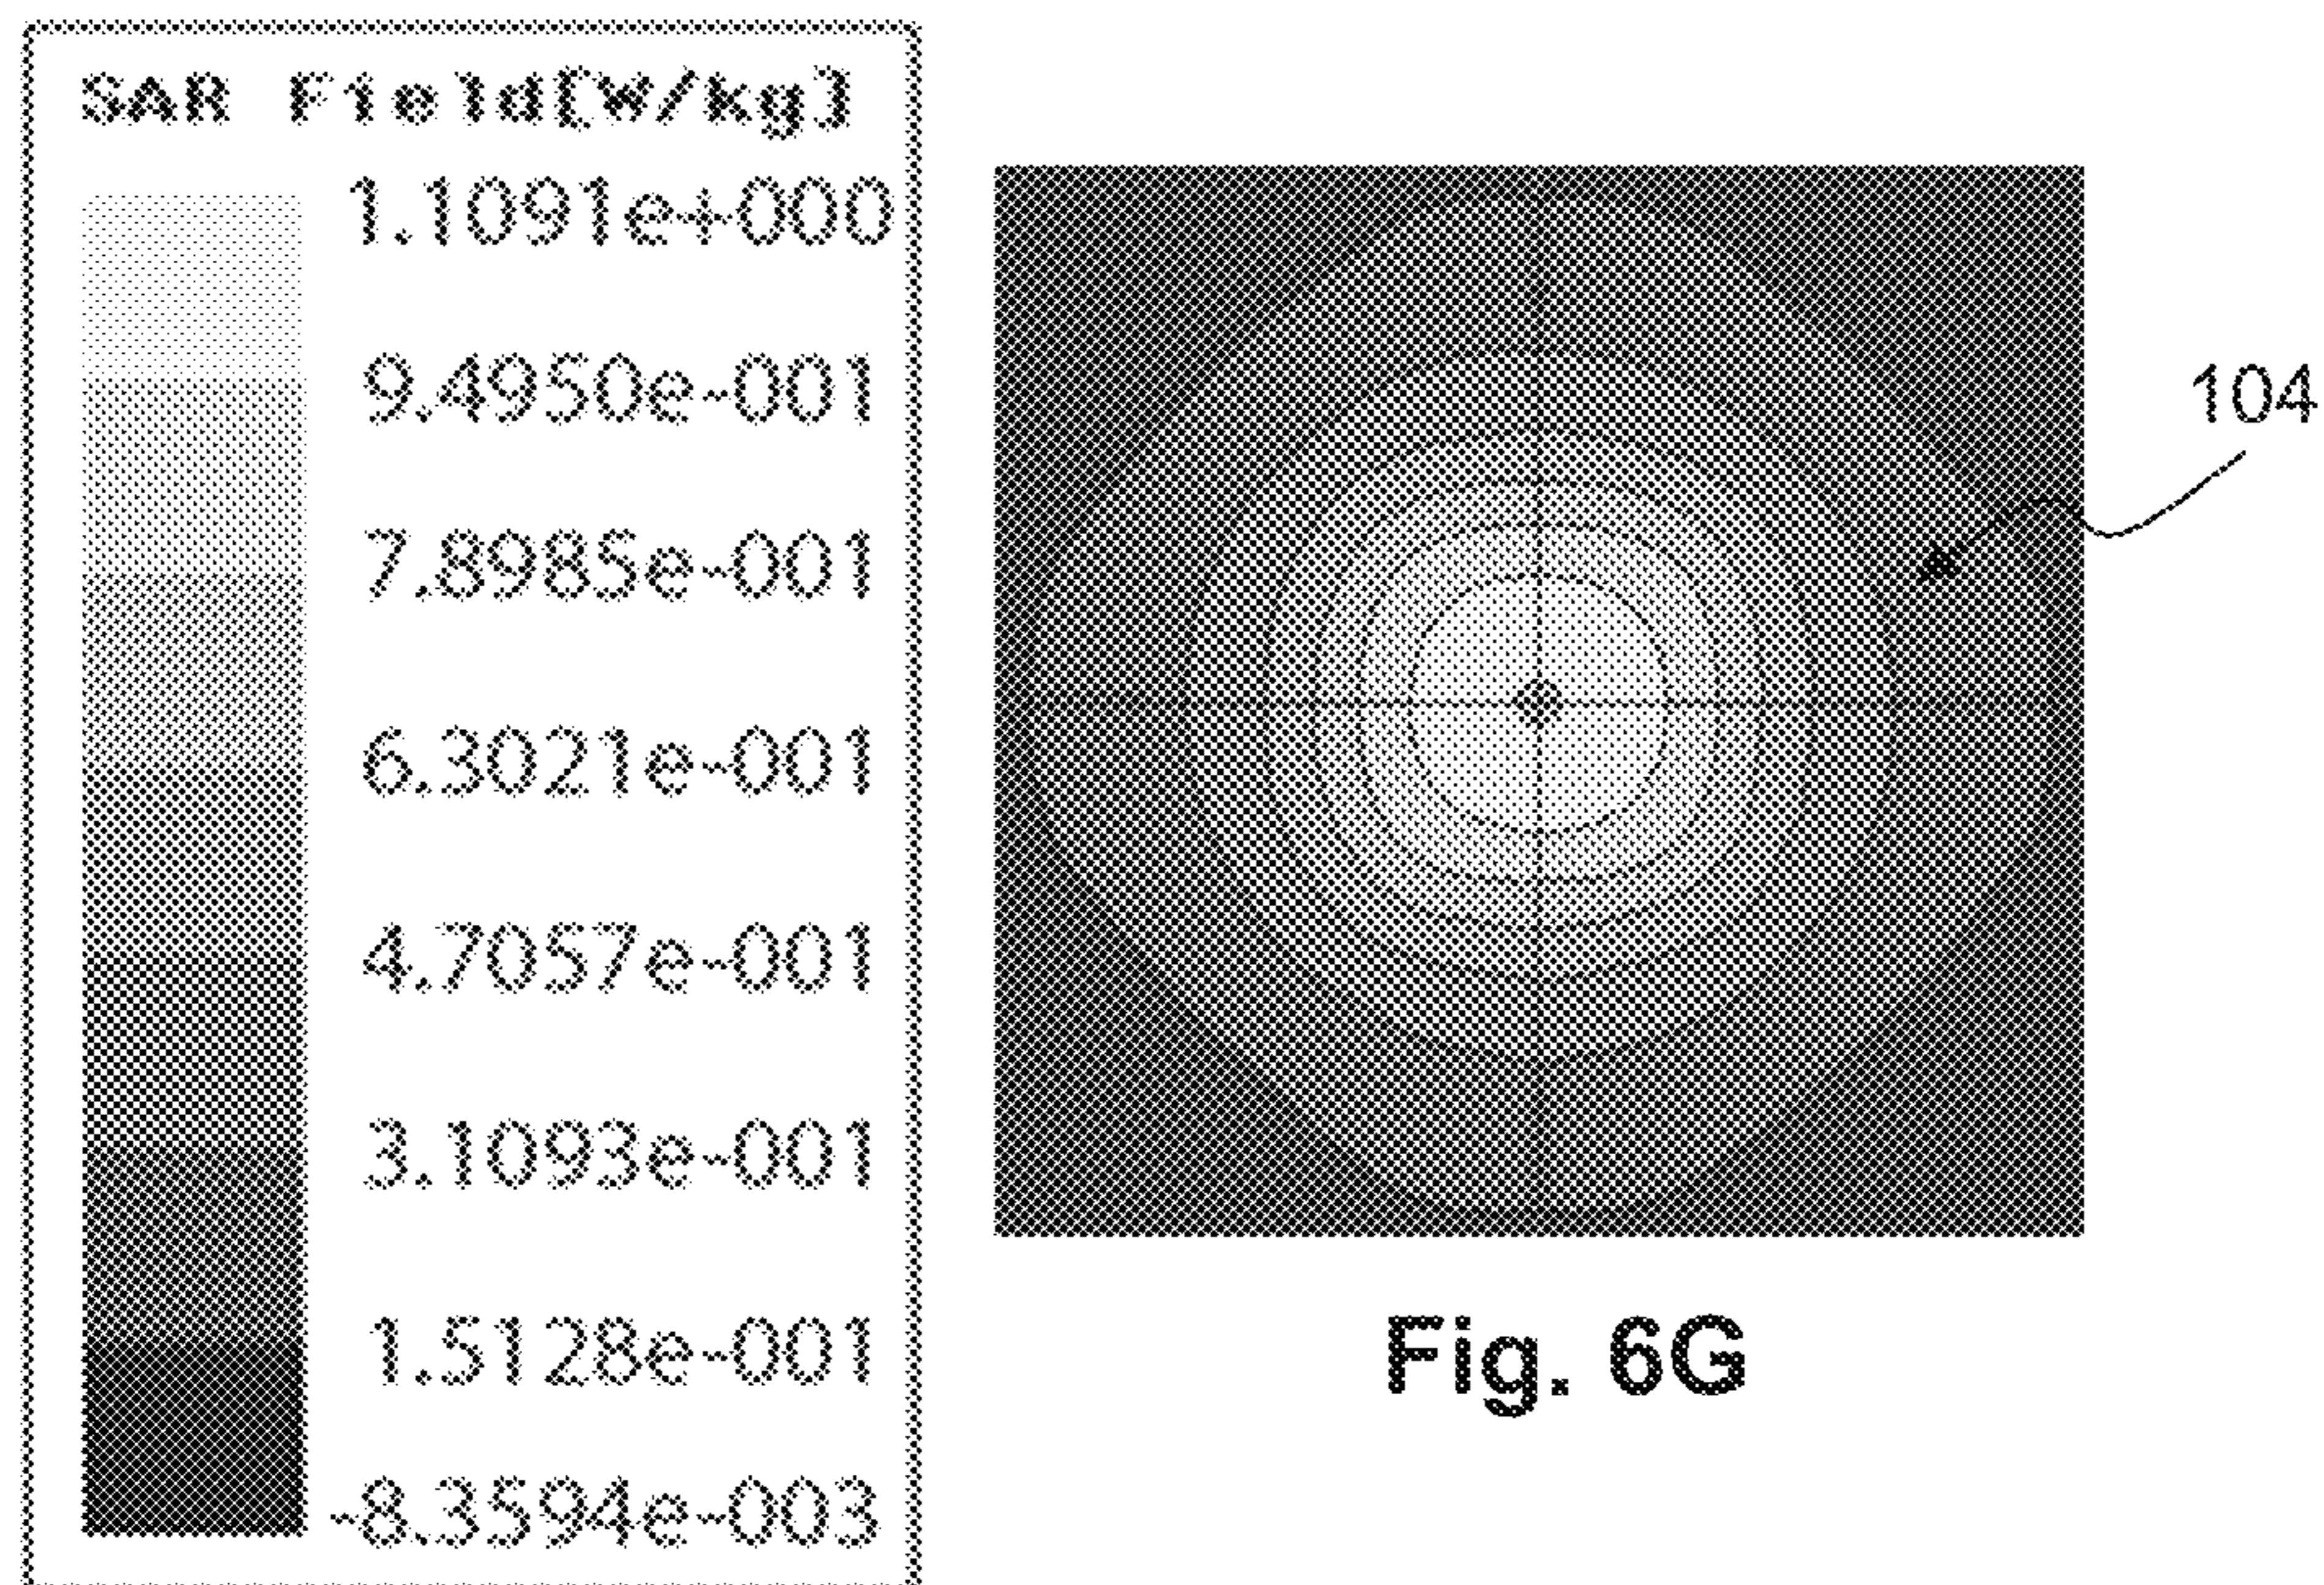 SAR Field[W/kg]
1.1091e+000
9.4950e-001
7.8985e-001
6.3021e-001
4.7057e-001
3.1093e-001
1.5128e-001
-8.3594e-003
104
Fig. 6G